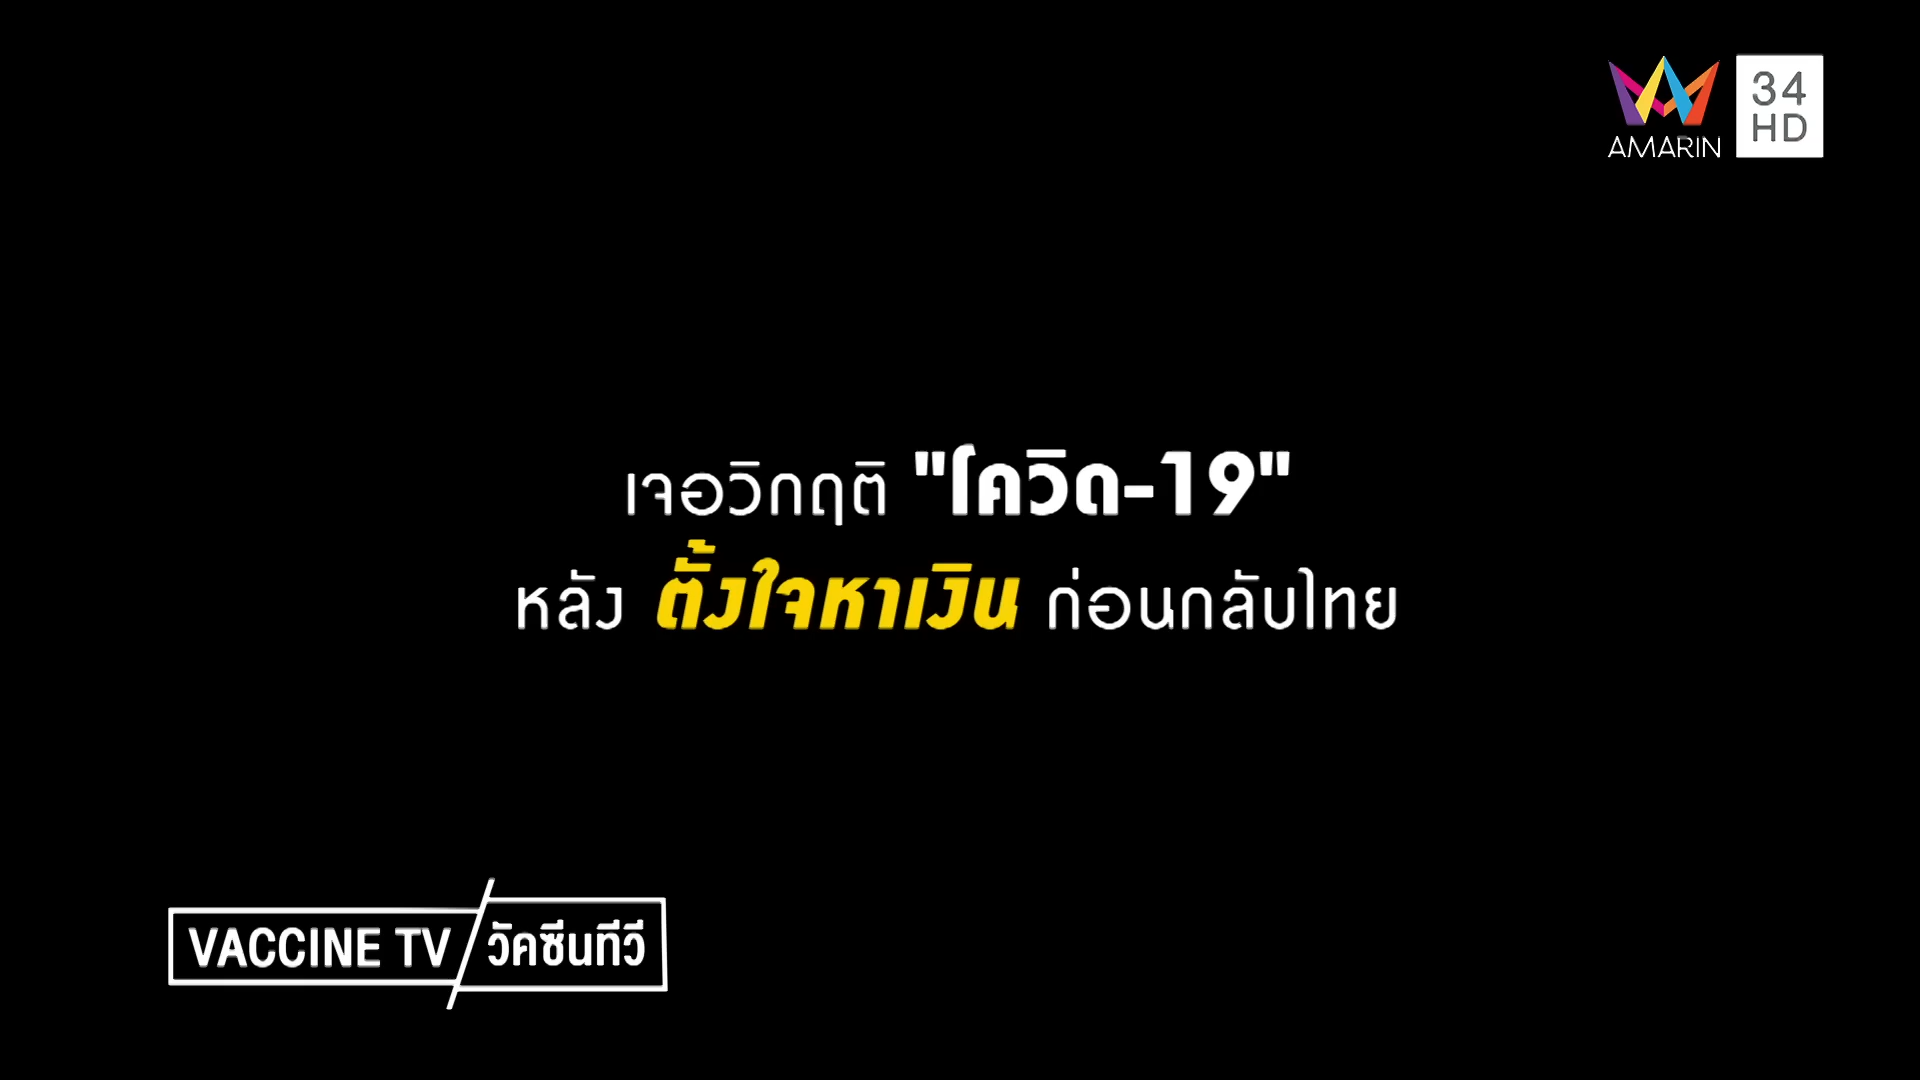 AMARIN
34
HD
เจอวิกฤติ "โควิด-19"
หลัง ตั้งใจหาเงิน ก่อนกลับไทย
VACCINE TV วัคซีนทีวี